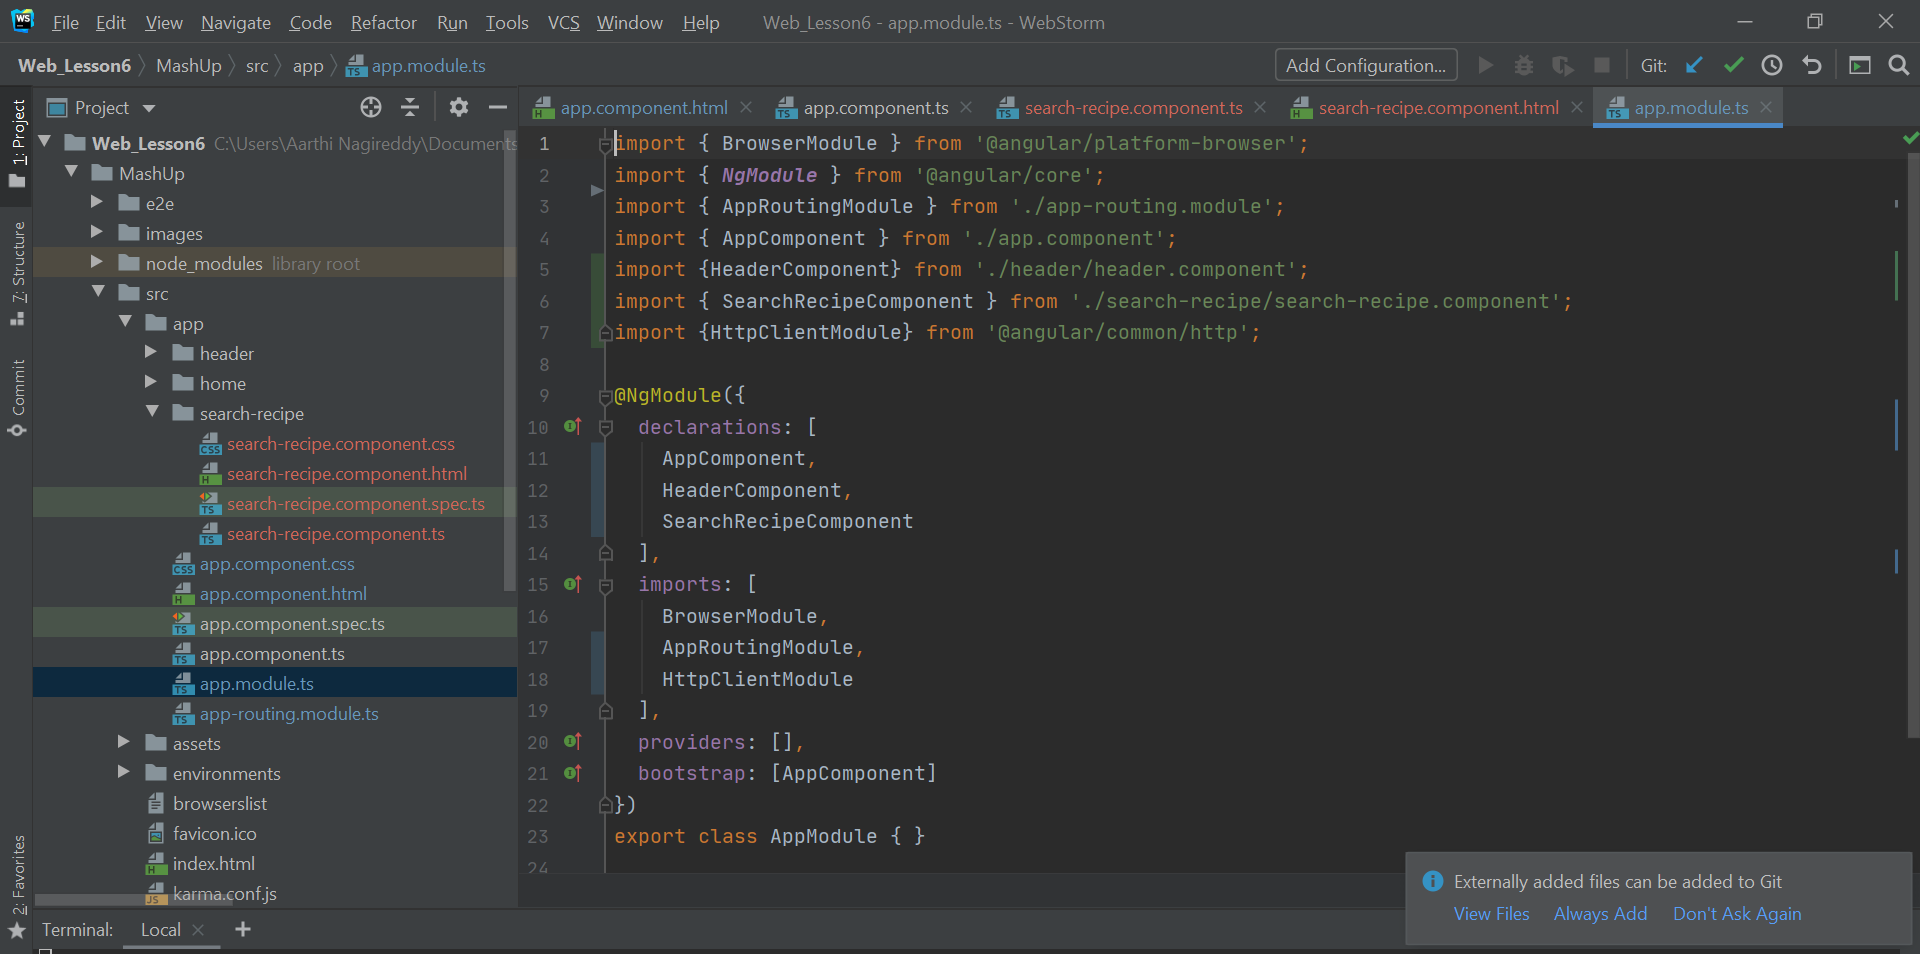 WS File Edit View Navigate Code Refactor Run Tools VCS Window Help Web_Lesson6 - app.module.ts - WebStorm
Web_Lesson6 MashUp src app app.module.ts Add Configuration... Git:
Project
app.component.html app.component.ts search-recipe.component.ts search-recipe.component.html app.module.ts
1: Project
7: Structure
Commit
2: Favorites
Web_Lesson6 C:\Users\Aarthi Nagireddy\Documents
MashUp
e2e
images
node_modules library root
src
app
header
home
search-recipe
search-recipe.component.css
search-recipe.component.html
search-recipe.component.spec.ts
search-recipe.component.ts
app.component.css
app.component.html
app.component.spec.ts
app.component.ts
app.module.ts
app-routing.module.ts
assets
environments
browserslist
favicon.ico
index.html
karma.conf.js
1 import { BrowserModule } from '@angular/platform-browser';
2 import { NgModule } from '@angular/core';
3 import { AppRoutingModule } from './app-routing.module';
4 import { AppComponent } from './app.component';
5 import {HeaderComponent} from './header/header.component';
6 import { SearchRecipeComponent } from './search-recipe/search-recipe.component';
7 import {HttpClientModule} from '@angular/common/http';
8
9 @NgModule({
10 declarations: [
11 AppComponent,
12 HeaderComponent,
13 SearchRecipeComponent
14 ],
15 imports: [
16 BrowserModule,
17 AppRoutingModule,
18 HttpClientModule
19 ],
20 providers: [],
21 bootstrap: [AppComponent]
22 })
23 export class AppModule { }
24
Externally added files can be added to Git
View Files Always Add Don't Ask Again
Terminal: Local